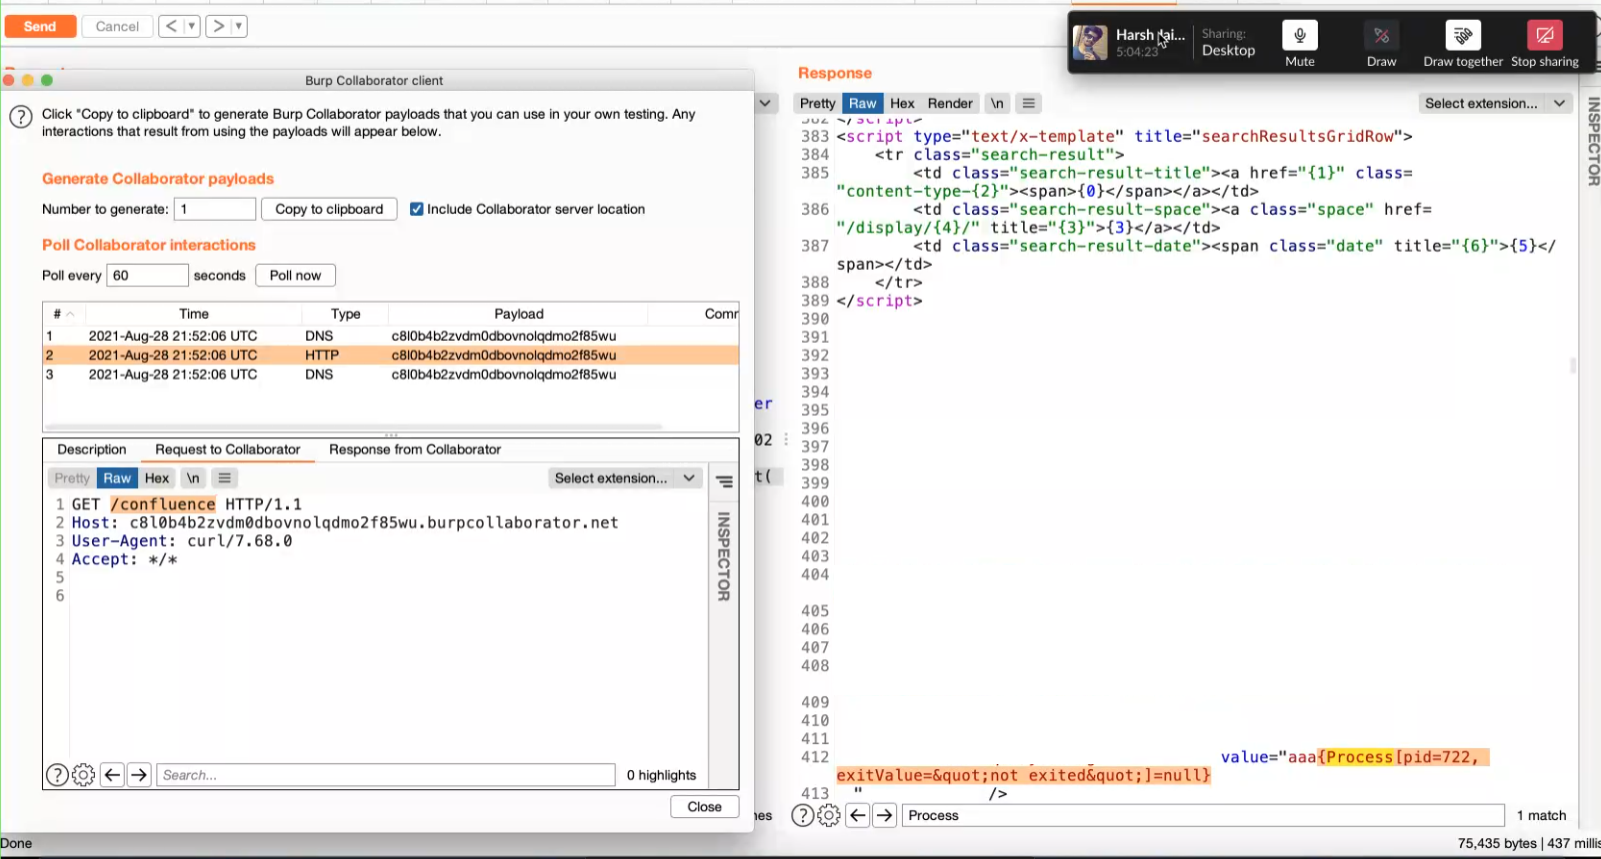 Send
Cancel
<
>
Harsh Jai...
5:04:23
Sharing:
Desktop
Mute
Draw
Draw together
Stop sharing
Burp Collaborator client
Click "Copy to clipboard" to generate Burp Collaborator payloads that you can use in your own testing. Any
interactions that result from using the payloads will appear below.
Generate Collaborator payloads
Number to generate: 1 Copy to clipboard Include Collaborator server location
Poll Collaborator interactions
Poll every 60 seconds Poll now
# Time Type Payload Comr
1 2021-Aug-28 21:52:06 UTC DNS c8l0b4b2zvdm0dbovnolqdmo2f85wu
2 2021-Aug-28 21:52:06 UTC HTTP c8l0b4b2zvdm0dbovnolqdmo2f85wu
3 2021-Aug-28 21:52:06 UTC DNS c8l0b4b2zvdm0dbovnolqdmo2f85wu
Description Request to Collaborator Response from Collaborator
Pretty Raw Hex \n Select extension...
1 GET /confluence HTTP/1.1
2 Host: c8l0b4b2zvdm0dbovnolqdmo2f85wu.burpcollaborator.net
3 User-Agent: curl/7.68.0
4 Accept: */*
5
6
INSPECTOR
Search... 0 highlights
Close
er
02
t(
nes
Done
Response
Pretty Raw Hex Render \n Select extension...
382 </script>
383 <script type="text/x-template" title="searchResultsGridRow">
384 <tr class="search-result">
385 <td class="search-result-title"><a href="{1}" class=
"content-type-{2}"><span>{0}</span></a></td>
386 <td class="search-result-space"><a class="space" href=
"/display/{4}/" title="{3}">{3}</a></td>
387 <td class="search-result-date"><span class="date" title="{6}">{5}</
span></td>
388 </tr>
389 </script>
390
391
392
393
394
395
396
397
398
399
400
401
402
403
404
405
406
407
408
409
410
411
412 value="aaa{Process[pid=722,
exitValue=&quot;not exited&quot;]=null}
413 " />
INSPECTOR
Process 1 match
75,435 bytes | 437 millis